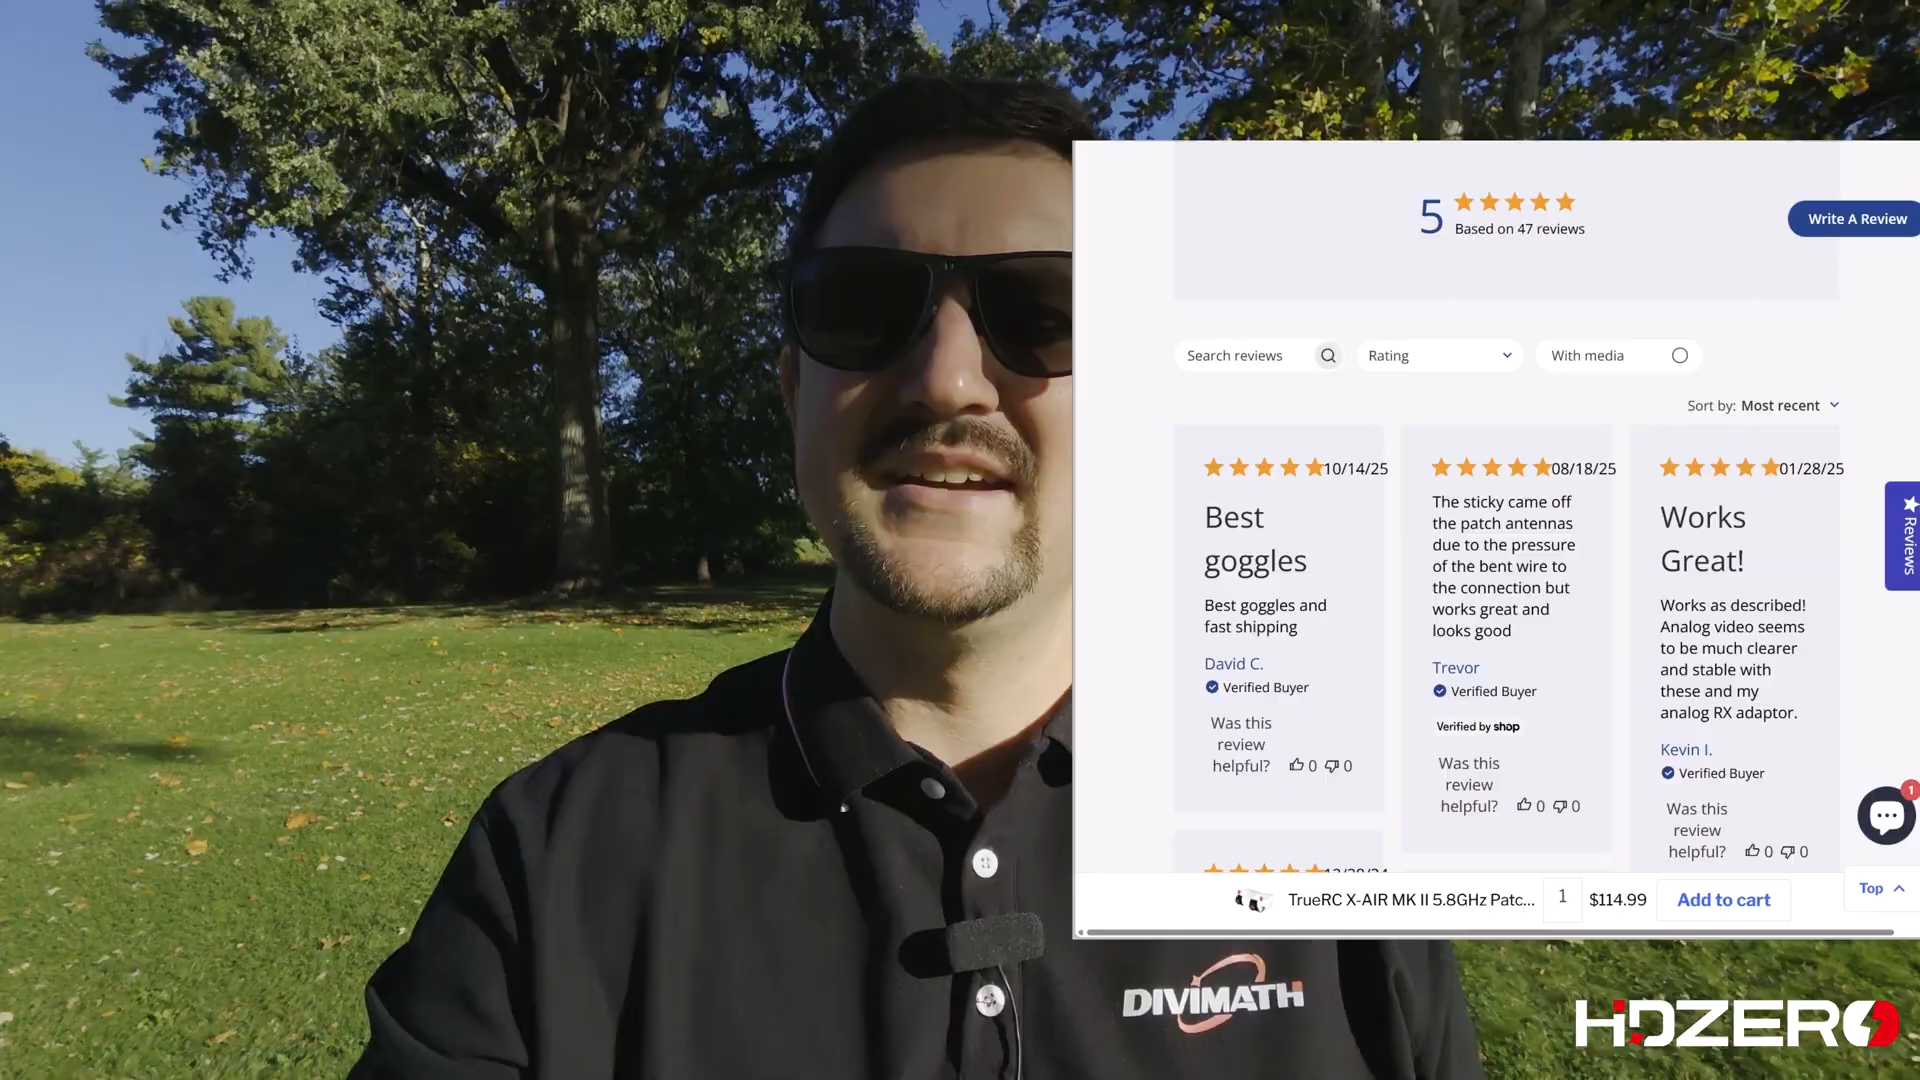 5
Based on 47 reviews
Write A Review
Search reviews
Rating
With media
Sort by: Most recent
10/14/25
Best
goggles
Best goggles and
fast shipping
David C.
Verified Buyer
Was this
review
helpful?
0
0
08/18/25
The sticky came off
the patch antennas
due to the pressure
of the bent wire to
the connection but
works great and
looks good
Trevor
Verified Buyer
Verified by shop
Was this
review
helpful?
0
0
01/28/25
Works
Great!
Works as described!
Analog video seems
to be much clearer
and stable with
these and my
analog RX adaptor.
Kevin I.
Verified Buyer
Was this
review
helpful?
0
0
Reviews
1
TrueRC X-AIR MK II 5.8GHz Patc...
1
$114.99
Add to cart
Top
DIVIMATH
HDZERO